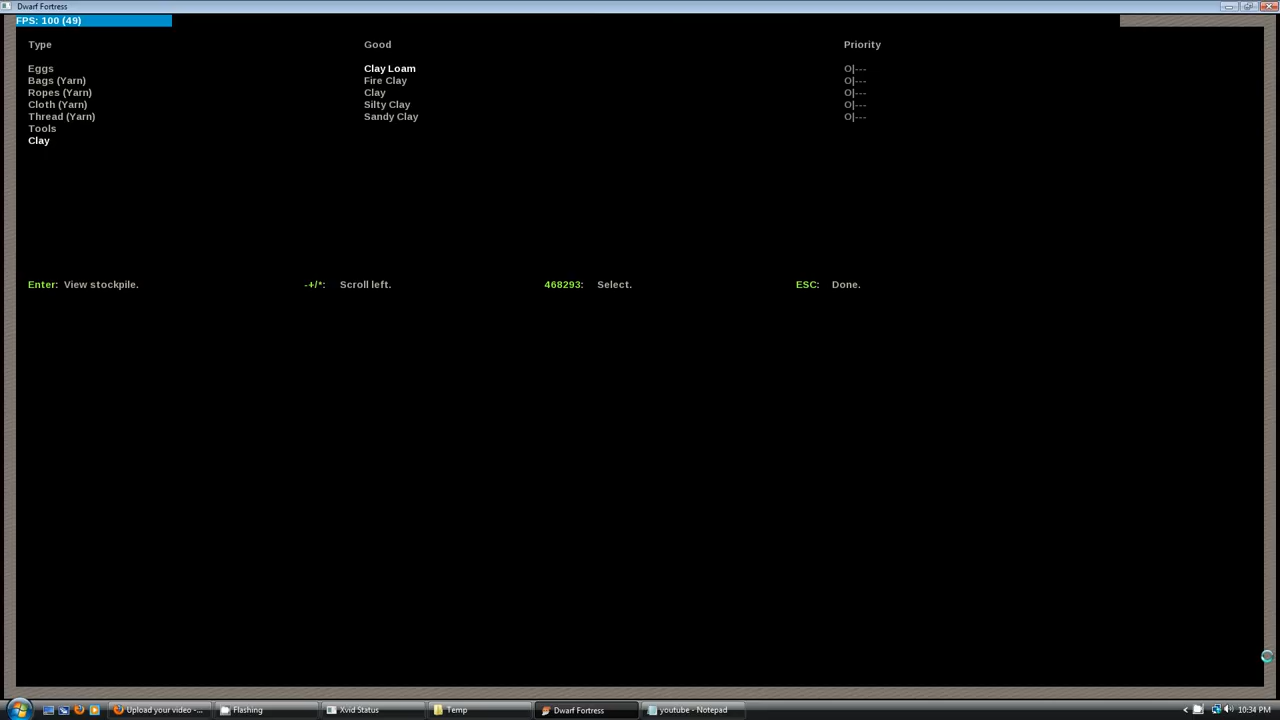 Dwarf Fortress
FPS: 100 (49)
Type Good Priority
Eggs Clay Loam O|---
Bags (Yarn) Fire Clay O|---
Ropes (Yarn) Clay O|---
Cloth (Yarn) Silty Clay O|---
Thread (Yarn) Sandy Clay O|---
Tools
Clay
Enter: View stockpile. -+/*: Scroll left. 468293: Select. ESC: Done.
Upload your video -... Flashing Xvid Status Temp Dwarf Fortress youtube - Notepad 10:34 PM